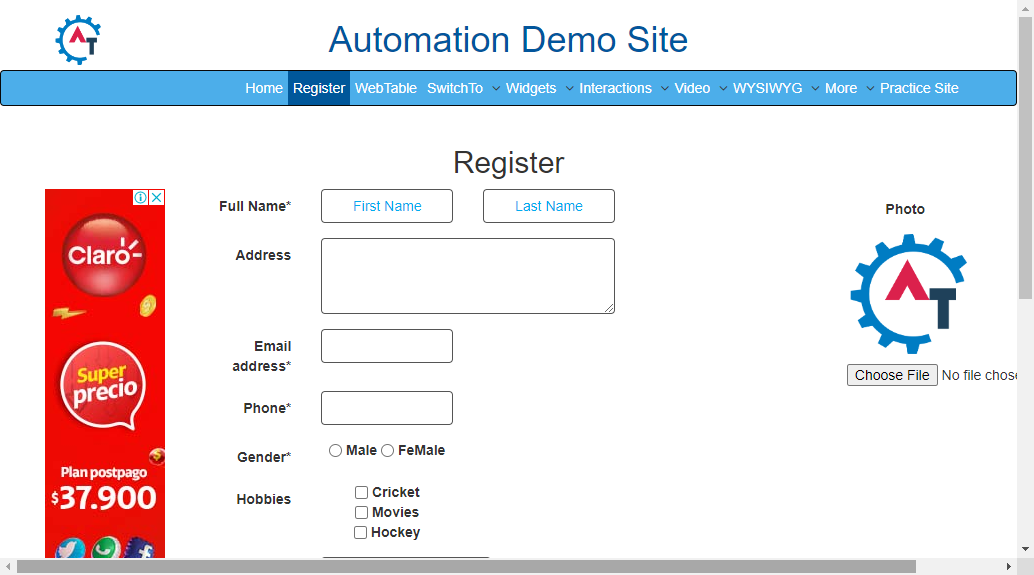 Automation Demo Site
Home Register WebTable SwitchTo Widgets Interactions Video WYSIWYG More Practice Site
Register
Full Name* First Name Last Name
Address
Email
address*
Phone*
Gender* Male FeMale
Hobbies
Cricket
Movies
Hockey
Photo
AT
Choose File No file chose
Claro
Super
precio
Plan postpago
$37.900